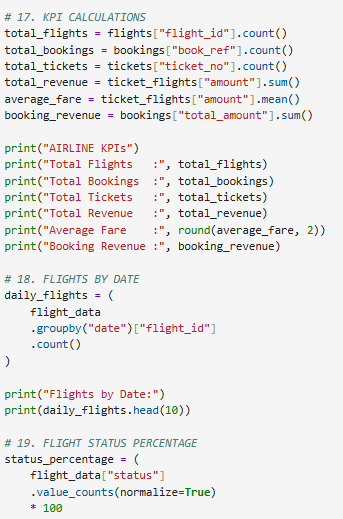 # 17. KPI CALCULATIONS
total_flights = flights["flight_id"].count()
total_bookings = bookings["book_ref"].count()
total_tickets = tickets["ticket_no"].count()
total_revenue = ticket_flights["amount"].sum()
average_fare = ticket_flights["amount"].mean()
booking_revenue = bookings["total_amount"].sum()

print("AIRLINE KPIs")
print("Total Flights   :", total_flights)
print("Total Bookings  :", total_bookings)
print("Total Tickets   :", total_tickets)
print("Total Revenue   :", total_revenue)
print("Average Fare    :", round(average_fare, 2))
print("Booking Revenue :", booking_revenue)

# 18. FLIGHTS BY DATE
daily_flights = (
    flight_data
    .groupby("date")["flight_id"]
    .count()
)

print("Flights by Date:")
print(daily_flights.head(10))

# 19. FLIGHT STATUS PERCENTAGE
status_percentage = (
    flight_data["status"]
    .value_counts(normalize=True)
    * 100